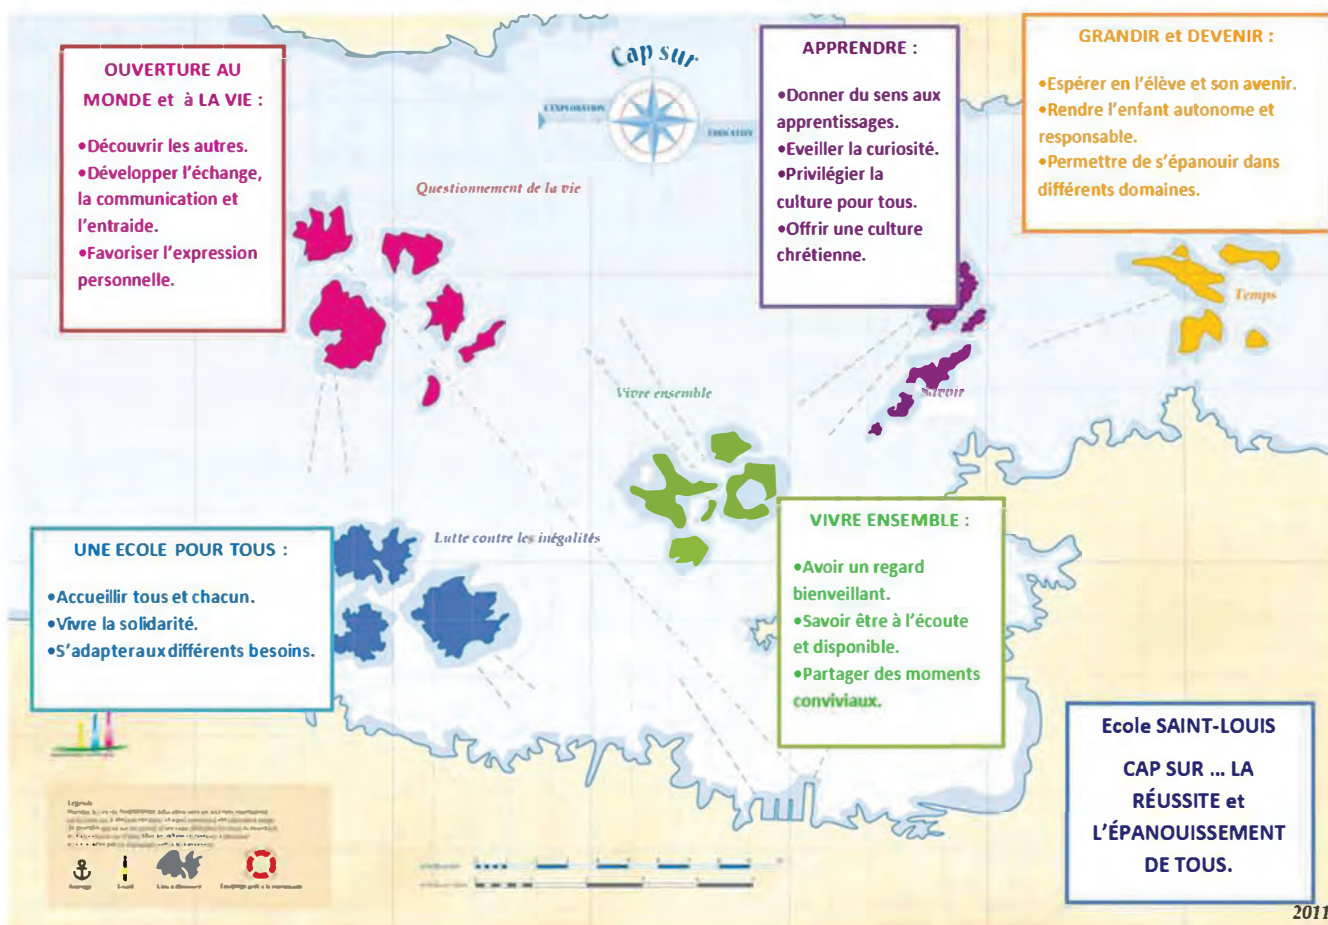 OUVERTURE AU
MONDE et à LA VIE :
•Découvrir les autres.
•Développer l'échange,
la communication et
l'entraide.
•Favoriser l'expression
personnelle.
Cap sur
L'EXPLORATION
EDUCATIVE
APPRENDRE :
•Donner du sens aux
apprentissages.
•Eveiller la curiosité.
•Privilégier la
culture pour tous.
•Offrir une culture
chrétienne.
GRANDIR et DEVENIR :
•Espérer en l'élève et son avenir.
•Rendre l'enfant autonome et
responsable.
•Permettre de s'épanouir dans
différents domaines.
Questionnement de la vie
Temps
Vivre ensemble
Savoir
Lutte contre les inégalités
UNE ECOLE POUR TOUS :
•Accueillir tous et chacun.
•Vivre la solidarité.
•S'adapteraux différents besoins.
VIVRE ENSEMBLE :
•Avoir un regard
bienveillant.
•Savoir être à l'écoute
et disponible.
•Partager des moments
conviviaux.
Ecole SAINT-LOUIS
CAP SUR ... LA
RÉUSSITE et
L'ÉPANOUISSEMENT
DE TOUS.
Légende
2011